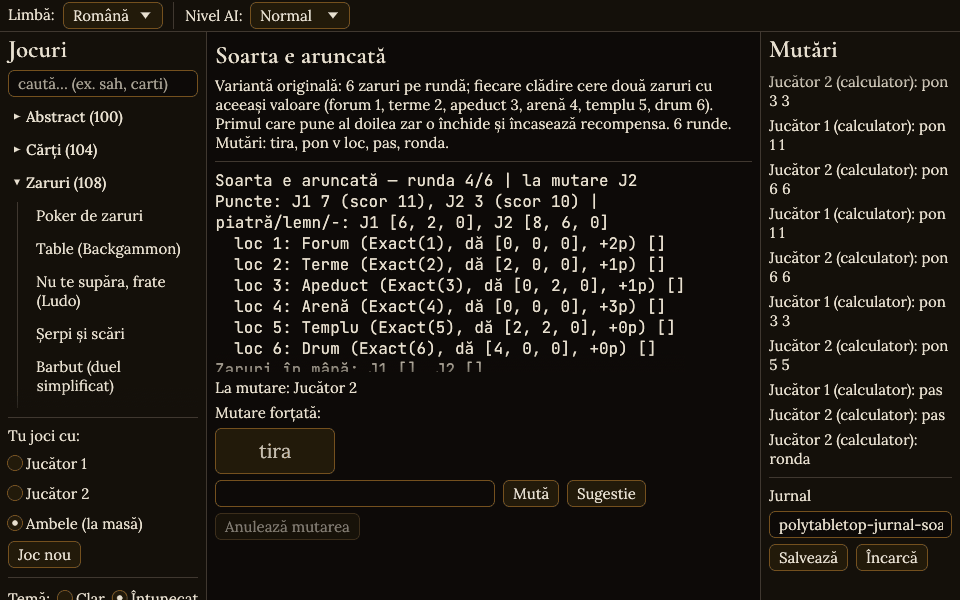 Limbă: Română ▼ Nivel AI: Normal ▼
Jocuri
caută... (ex. sah, carti)
▸ Abstract (100)
▸ Cărți (104)
▾ Zaruri (108)
Poker de zaruri
Table (Backgammon)
Nu te supăra, frate
(Ludo)
Șerpi și scări
Barbut (duel
simplificat)
Tu joci cu:
Jucător 1
Jucător 2
Ambele (la masă)
Joc nou
Temă: Clar Întunecat
Soarta e aruncată
Variantă originală: 6 zaruri pe rundă; fiecare clădire cere două zaruri cu
aceeași valoare (forum 1, terme 2, apeduct 3, arenă 4, templu 5, drum 6).
Primul care pune al doilea zar o închide și încasează recompensa. 6 runde.
Mutări: tira, pon v loc, pas, ronda.
Soarta e aruncată — runda 4/6 | la mutare J2
Puncte: J1 7 (scor 11), J2 3 (scor 10) |
piatră/lemn/-: J1 [6, 2, 0], J2 [8, 6, 0]
loc 1: Forum (Exact(1), dă [0, 0, 0], +2p) []
loc 2: Terme (Exact(2), dă [2, 0, 0], +1p) []
loc 3: Apeduct (Exact(3), dă [0, 2, 0], +1p) []
loc 4: Arenă (Exact(4), dă [0, 0, 0], +3p) []
loc 5: Templu (Exact(5), dă [2, 2, 0], +0p) []
loc 6: Drum (Exact(6), dă [4, 0, 0], +0p) []
Zaruri în mână: J1 [], J2 []
La mutare: Jucător 2
Mutare forțată:
tira
Mută Sugestie
Anulează mutarea
Mutări
Jucător 2 (calculator): pon
3 3
Jucător 1 (calculator): pon
1 1
Jucător 2 (calculator): pon
6 6
Jucător 1 (calculator): pon
1 1
Jucător 2 (calculator): pon
6 6
Jucător 1 (calculator): pon
3 3
Jucător 2 (calculator): pon
5 5
Jucător 1 (calculator): pas
Jucător 2 (calculator): pas
Jucător 2 (calculator):
ronda
Jurnal
polytabletop-jurnal-soa
Salvează Încarcă